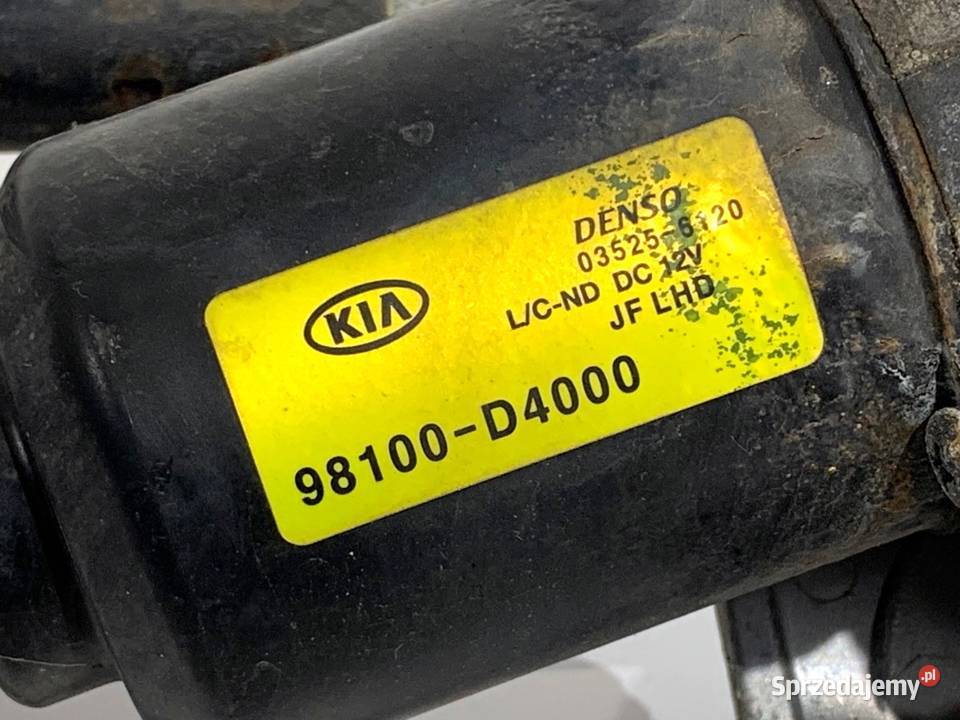 DENSO
03525-6120
KIA
L/C-ND DC 12V
JF LHD
98100-D4000
Sprzedajemy.pl